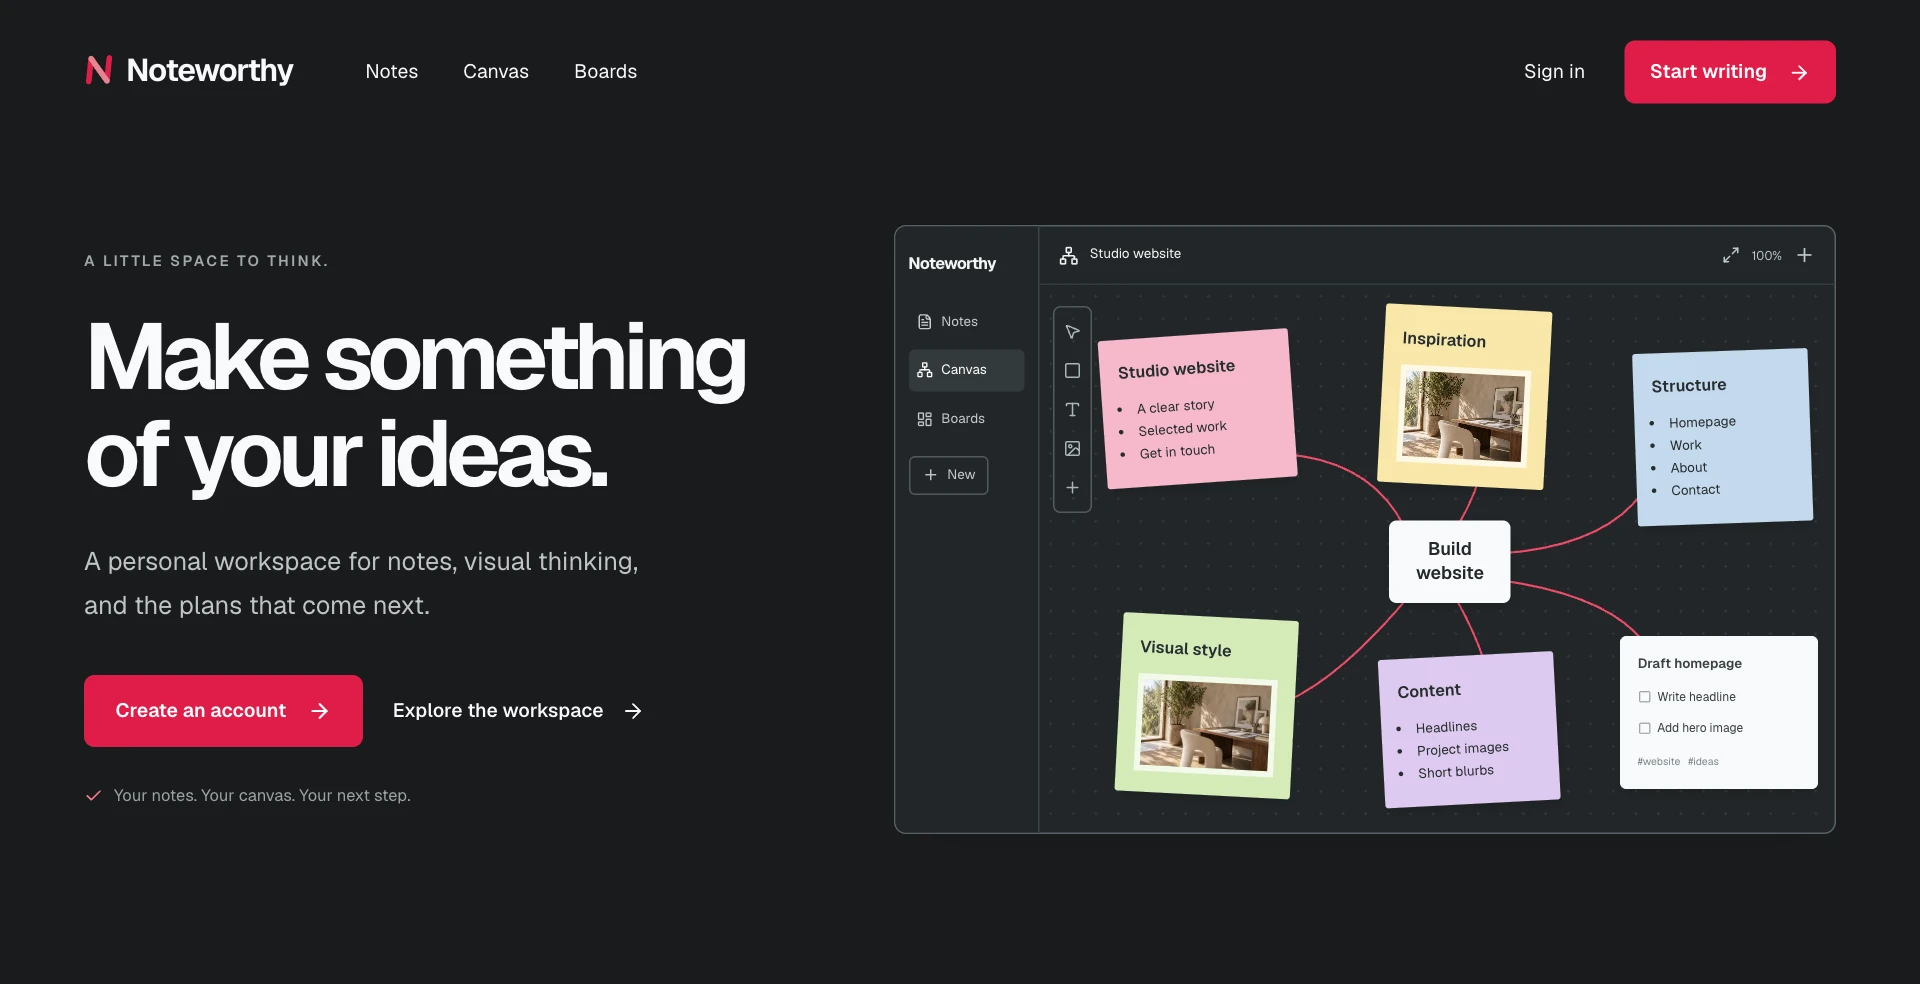 Noteworthy
Notes
Canvas
Boards
Sign in
Start writing
A LITTLE SPACE TO THINK.
Make something
of your ideas.
A personal workspace for notes, visual thinking,
and the plans that come next.
Create an account
Explore the workspace
Your notes. Your canvas. Your next step.
Noteworthy
Notes
Canvas
Boards
New
Studio website
100%
Studio website
A clear story
Selected work
Get in touch
Inspiration
Structure
Homepage
Work
About
Contact
Build
website
Visual style
Content
Headlines
Project images
Short blurbs
Draft homepage
Write headline
Add hero image
#website #ideas